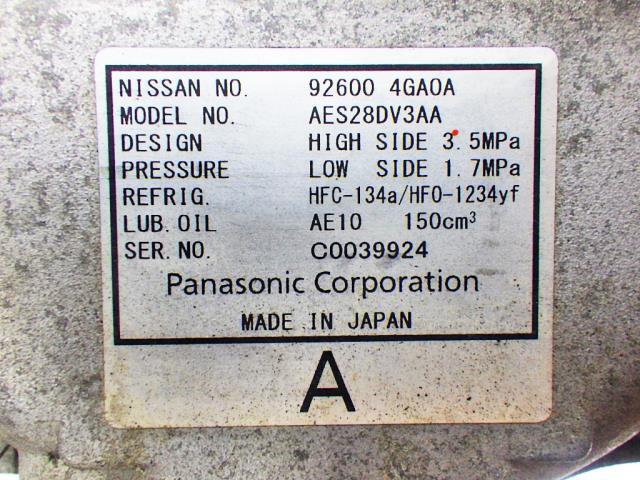 NISSAN NO. 92600 4GA0A
MODEL NO. AES28DV3AA
DESIGN HIGH SIDE 3.5MPa
PRESSURE LOW SIDE 1.7MPa
REFRIG. HFC-134a/HFO-1234yf
LUB.OIL AE10 150cm³
SER.NO. C0039924
Panasonic Corporation
MADE IN JAPAN
A